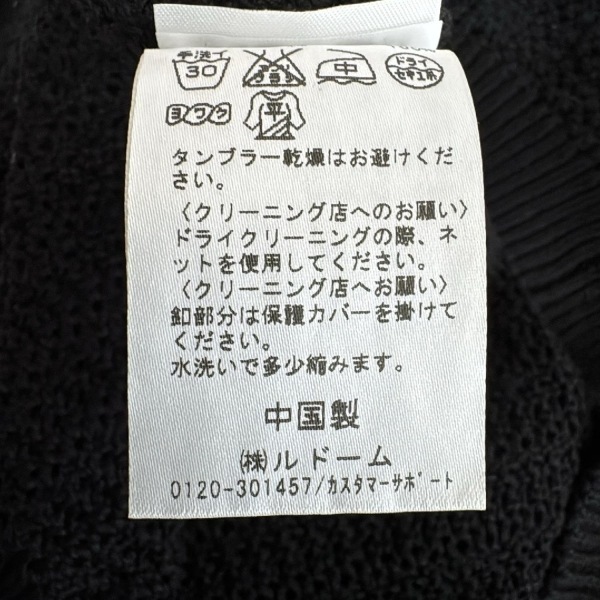 手洗イ
30
エンソ
サラシ
中
ドライ
セキユ系
ヨワク
平
タンブラー乾燥はお避けくだ
さい。
〈クリーニング店へのお願い〉
ドライクリーニングの際、ネ
ットを使用してください。
〈クリーニング店へお願い〉
釦部分は保護カバーを掛けて
ください。
水洗いで多少縮みます。
中国製
㈱ルドーム
0120-301457/カスタマーサポート